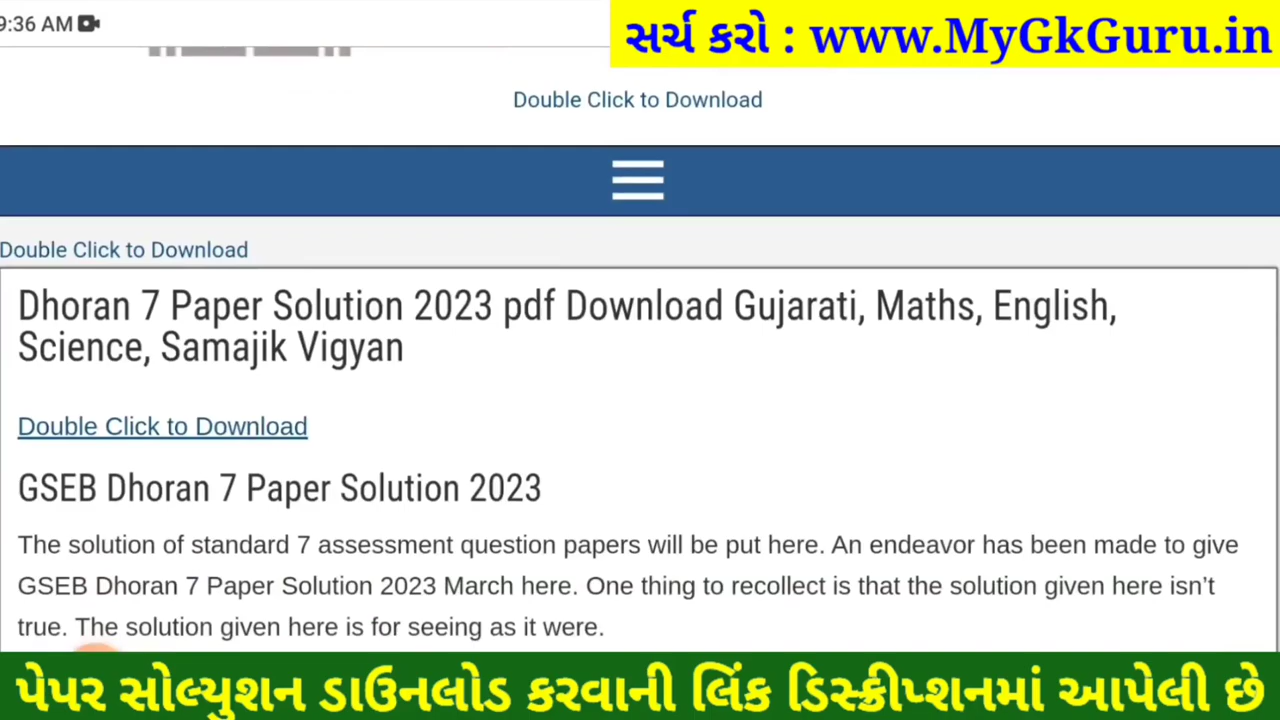 9:36 AM
સર્ચ કરો : www.MyGkGuru.in
Double Click to Download
Double Click to Download
Dhoran 7 Paper Solution 2023 pdf Download Gujarati, Maths, English,
Science, Samajik Vigyan
Double Click to Download
GSEB Dhoran 7 Paper Solution 2023
The solution of standard 7 assessment question papers will be put here. An endeavor has been made to give
GSEB Dhoran 7 Paper Solution 2023 March here. One thing to recollect is that the solution given here isn’t
true. The solution given here is for seeing as it were.
પેપર સોલ્યુશન ડાઉનલોડ કરવાની લિંક ડિસ્ક્રીપ્શનમાં આપેલી છે